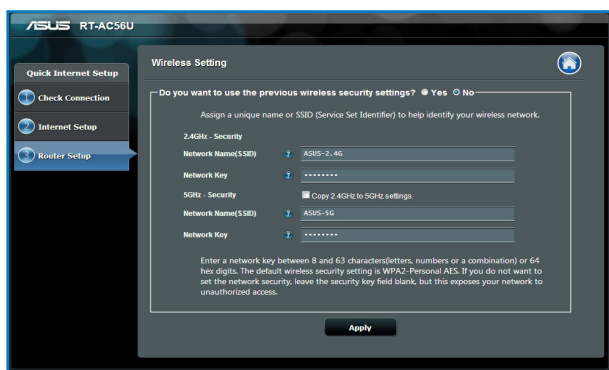 ASUS RT-AC56U
Quick Internet Setup
1 Check Connection
2 Internet Setup
3 Router Setup
Wireless Setting
Do you want to use the previous wireless security settings? Yes No
Assign a unique name or SSID (Service Set Identifier) to help identify your wireless network.
2.4GHz - Security
Network Name(SSID) ? ASUS-2.4G
Network Key ? ••••••••
5GHz - Security Copy 2.4GHz to 5GHz settings.
Network Name(SSID) ? ASUS-5G
Network Key ? ••••••••
Enter a network key between 8 and 63 characters(letters, numbers or a combination) or 64
hex digits. The default wireless security setting is WPA2-Personal AES. If you do not want to
set the network security, leave the security key field blank, but this exposes your network to
unauthorized access.
Apply